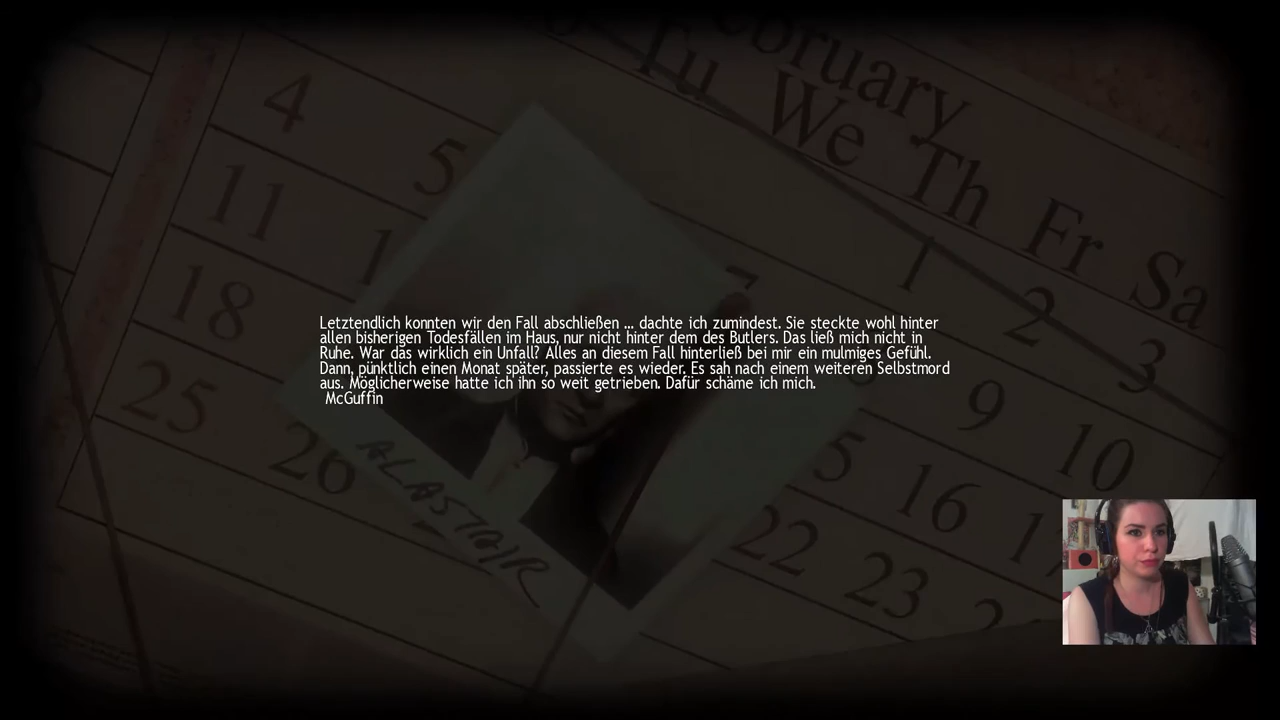 February
Tu We Th Fr Sa
1 2 3
4 5 7 9 10
11 15 16
18 22 23
25 26
ALASTAIR
Letztendlich konnten wir den Fall abschließen ... dachte ich zumindest. Sie steckte wohl hinter
allen bisherigen Todesfällen im Haus, nur nicht hinter dem des Butlers. Das ließ mich nicht in
Ruhe. War das wirklich ein Unfall? Alles an diesem Fall hinterließ bei mir ein mulmiges Gefühl.
Dann, pünktlich einen Monat später, passierte es wieder. Es sah nach einem weiteren Selbstmord
aus. Möglicherweise hatte ich ihn so weit getrieben. Dafür schäme ich mich.
McGuffin